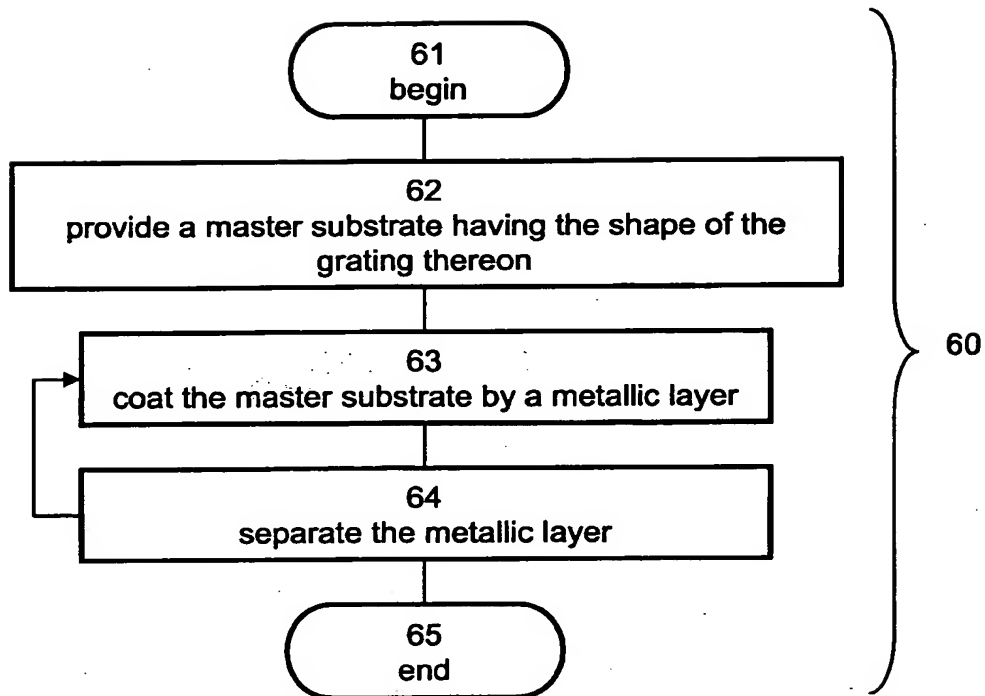 61
begin
62
provide a master substrate having the shape of the
grating thereon
63
coat the master substrate by a metallic layer
60
64
separate the metallic layer
65
end